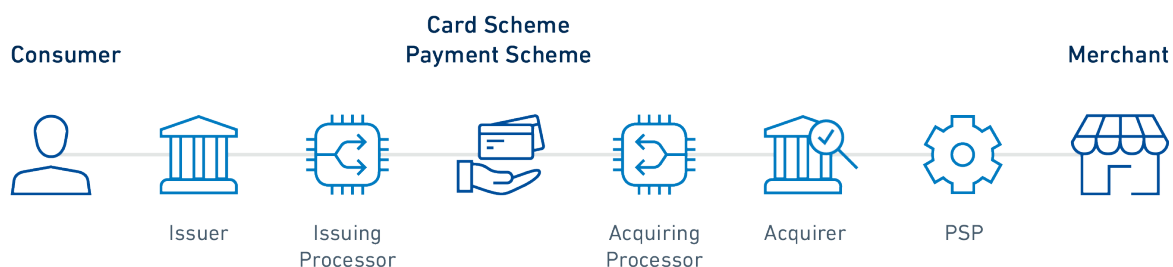 Consumer
Card Scheme
Payment Scheme
Merchant
Issuer
Issuing
Processor
Acquiring
Processor
Acquirer
PSP